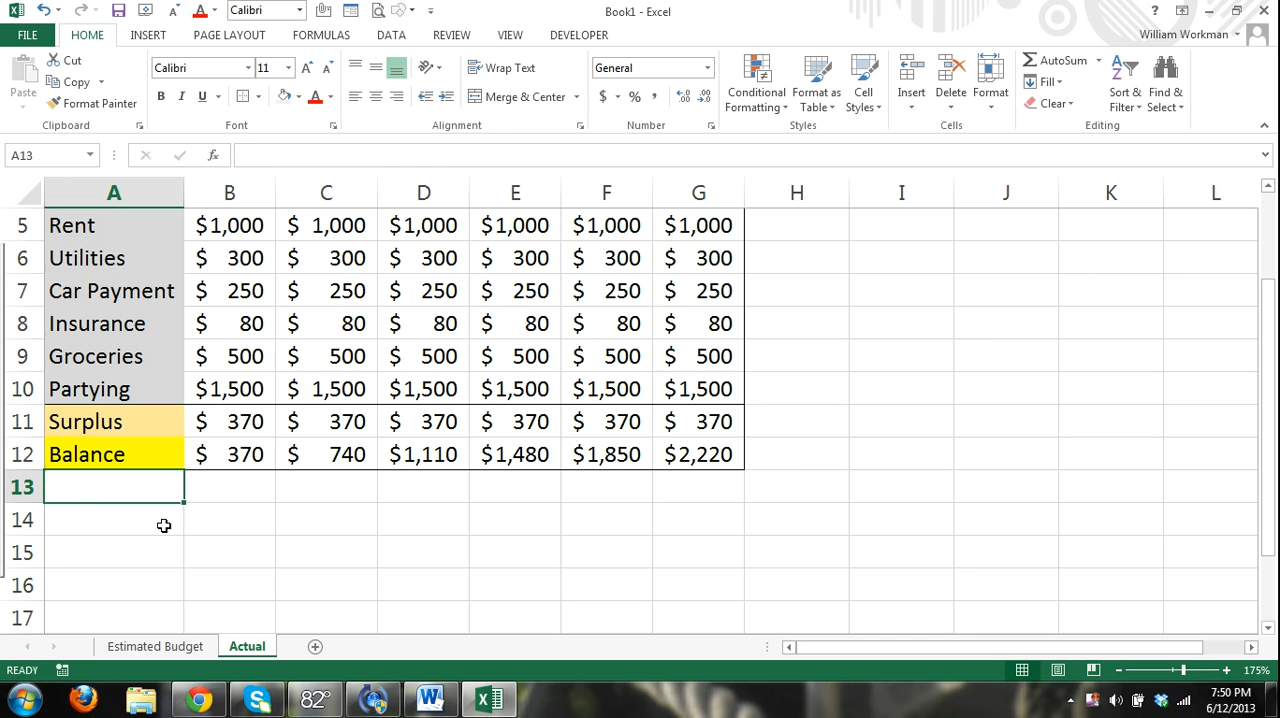 Calibri
Book1 - Excel
?
FILE HOME INSERT PAGE LAYOUT FORMULAS DATA REVIEW VIEW DEVELOPER William Workman
Cut
Copy
Format Painter
Paste
Clipboard
Calibri 11
B I U
Font
Wrap Text
Merge & Center
Alignment
General
$ % ,
Number
Conditional Formatting
Format as Table
Cell Styles
Styles
Insert Delete Format
Cells
AutoSum
Fill
Clear
Sort & Filter
Find & Select
Editing
A13 fx
A B C D E F G H I J K L
5 Rent $1,000 $ 1,000 $1,000 $1,000 $1,000 $1,000
6 Utilities $ 300 $ 300 $ 300 $ 300 $ 300 $ 300
7 Car Payment $ 250 $ 250 $ 250 $ 250 $ 250 $ 250
8 Insurance $ 80 $ 80 $ 80 $ 80 $ 80 $ 80
9 Groceries $ 500 $ 500 $ 500 $ 500 $ 500 $ 500
10 Partying $1,500 $ 1,500 $1,500 $1,500 $1,500 $1,500
11 Surplus $ 370 $ 370 $ 370 $ 370 $ 370 $ 370
12 Balance $ 370 $ 740 $1,110 $1,480 $1,850 $2,220
13
14
15
16
17
Estimated Budget Actual
READY 175%
82°
7:50 PM
6/12/2013